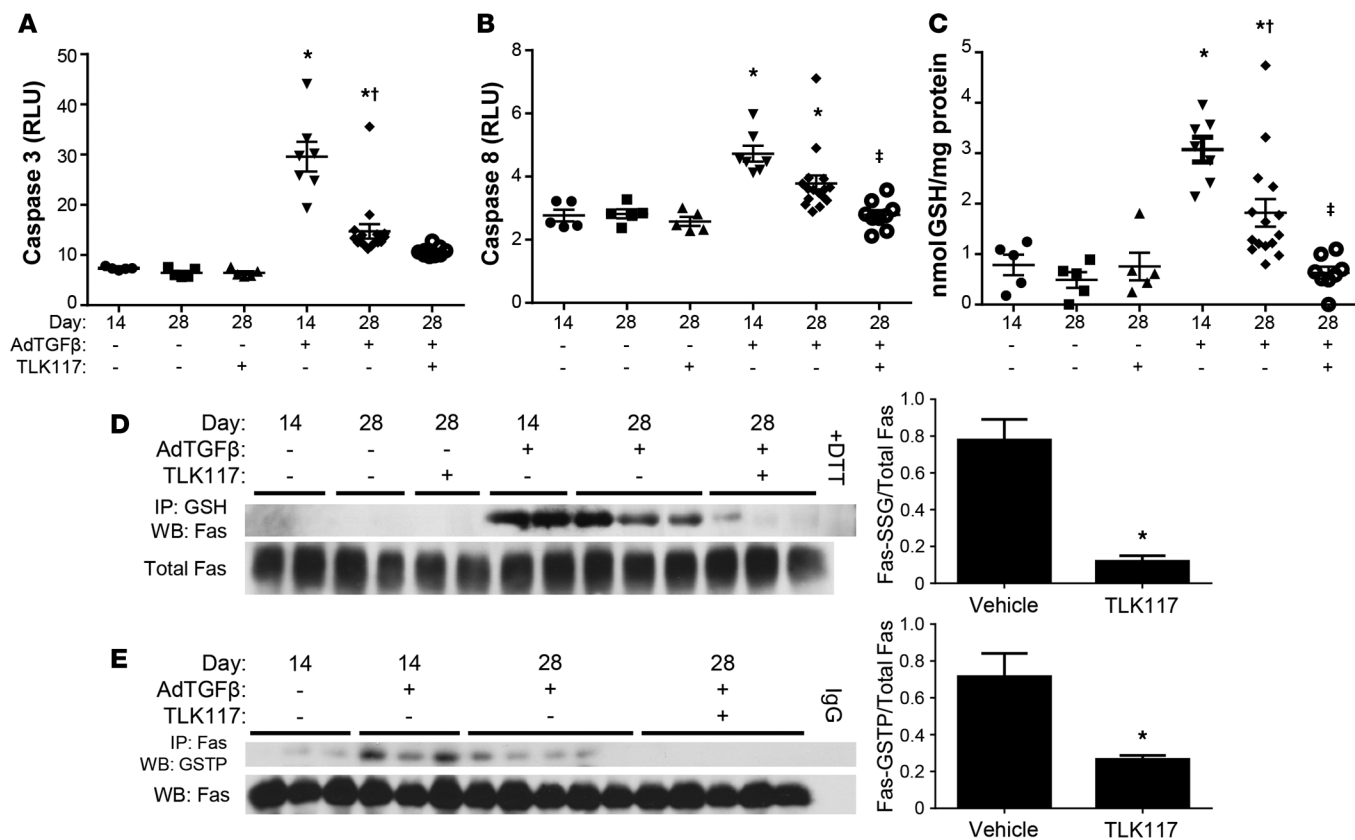 A
Caspase 3 (RLU)
50
40
30
20
10
0
*
*†
Day: 14 28 28 14 28 28
AdTGFβ: - - - + + +
TLK117: - - + - - +
B
Caspase 8 (RLU)
8
6
4
2
0
*
*
‡
14 28 28 14 28 28
- - - + + +
- - + - - +
C
nmol GSH/mg protein
5
4
3
2
1
0
*
*†
‡
14 28 28 14 28 28
- - - + + +
- - + - - +
D
Day: 14 28 28 14 28 28
AdTGFβ: - - - + + +
TLK117: - - + - - +
+DTT
IP: GSH
WB: Fas
Total Fas
Fas-SSG/Total Fas
1.0
0.8
0.6
0.4
0.2
0
*
Vehicle TLK117
E
Day: 14 14 28 28
AdTGFβ: - + + +
TLK117: - - - +
IgG
IP: Fas
WB: GSTP
WB: Fas
Fas-GSTP/Total Fas
1.0
0.8
0.6
0.4
0.2
0
*
Vehicle TLK117